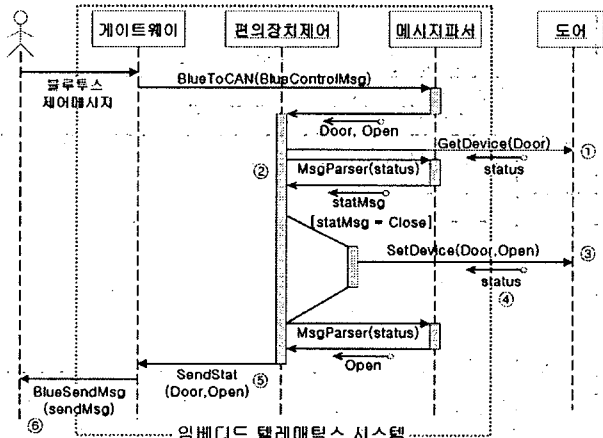 게이트웨이 편의장치제어 메시지파서 도어
BlueToCAN(BlueControlMsg)
블루투스
제어메시지
Door, Open
GetDevice(Door)
①
② MsgParser(status)
status
statMsg
[statMsg = Close]
SetDevice(Door,Open)
③
status
④
MsgParser(status)
Open
SendStat
(Door,Open)
⑤
BlueSendMsg
(sendMsg)
⑥
임베디드 텔레매틱스 시스템